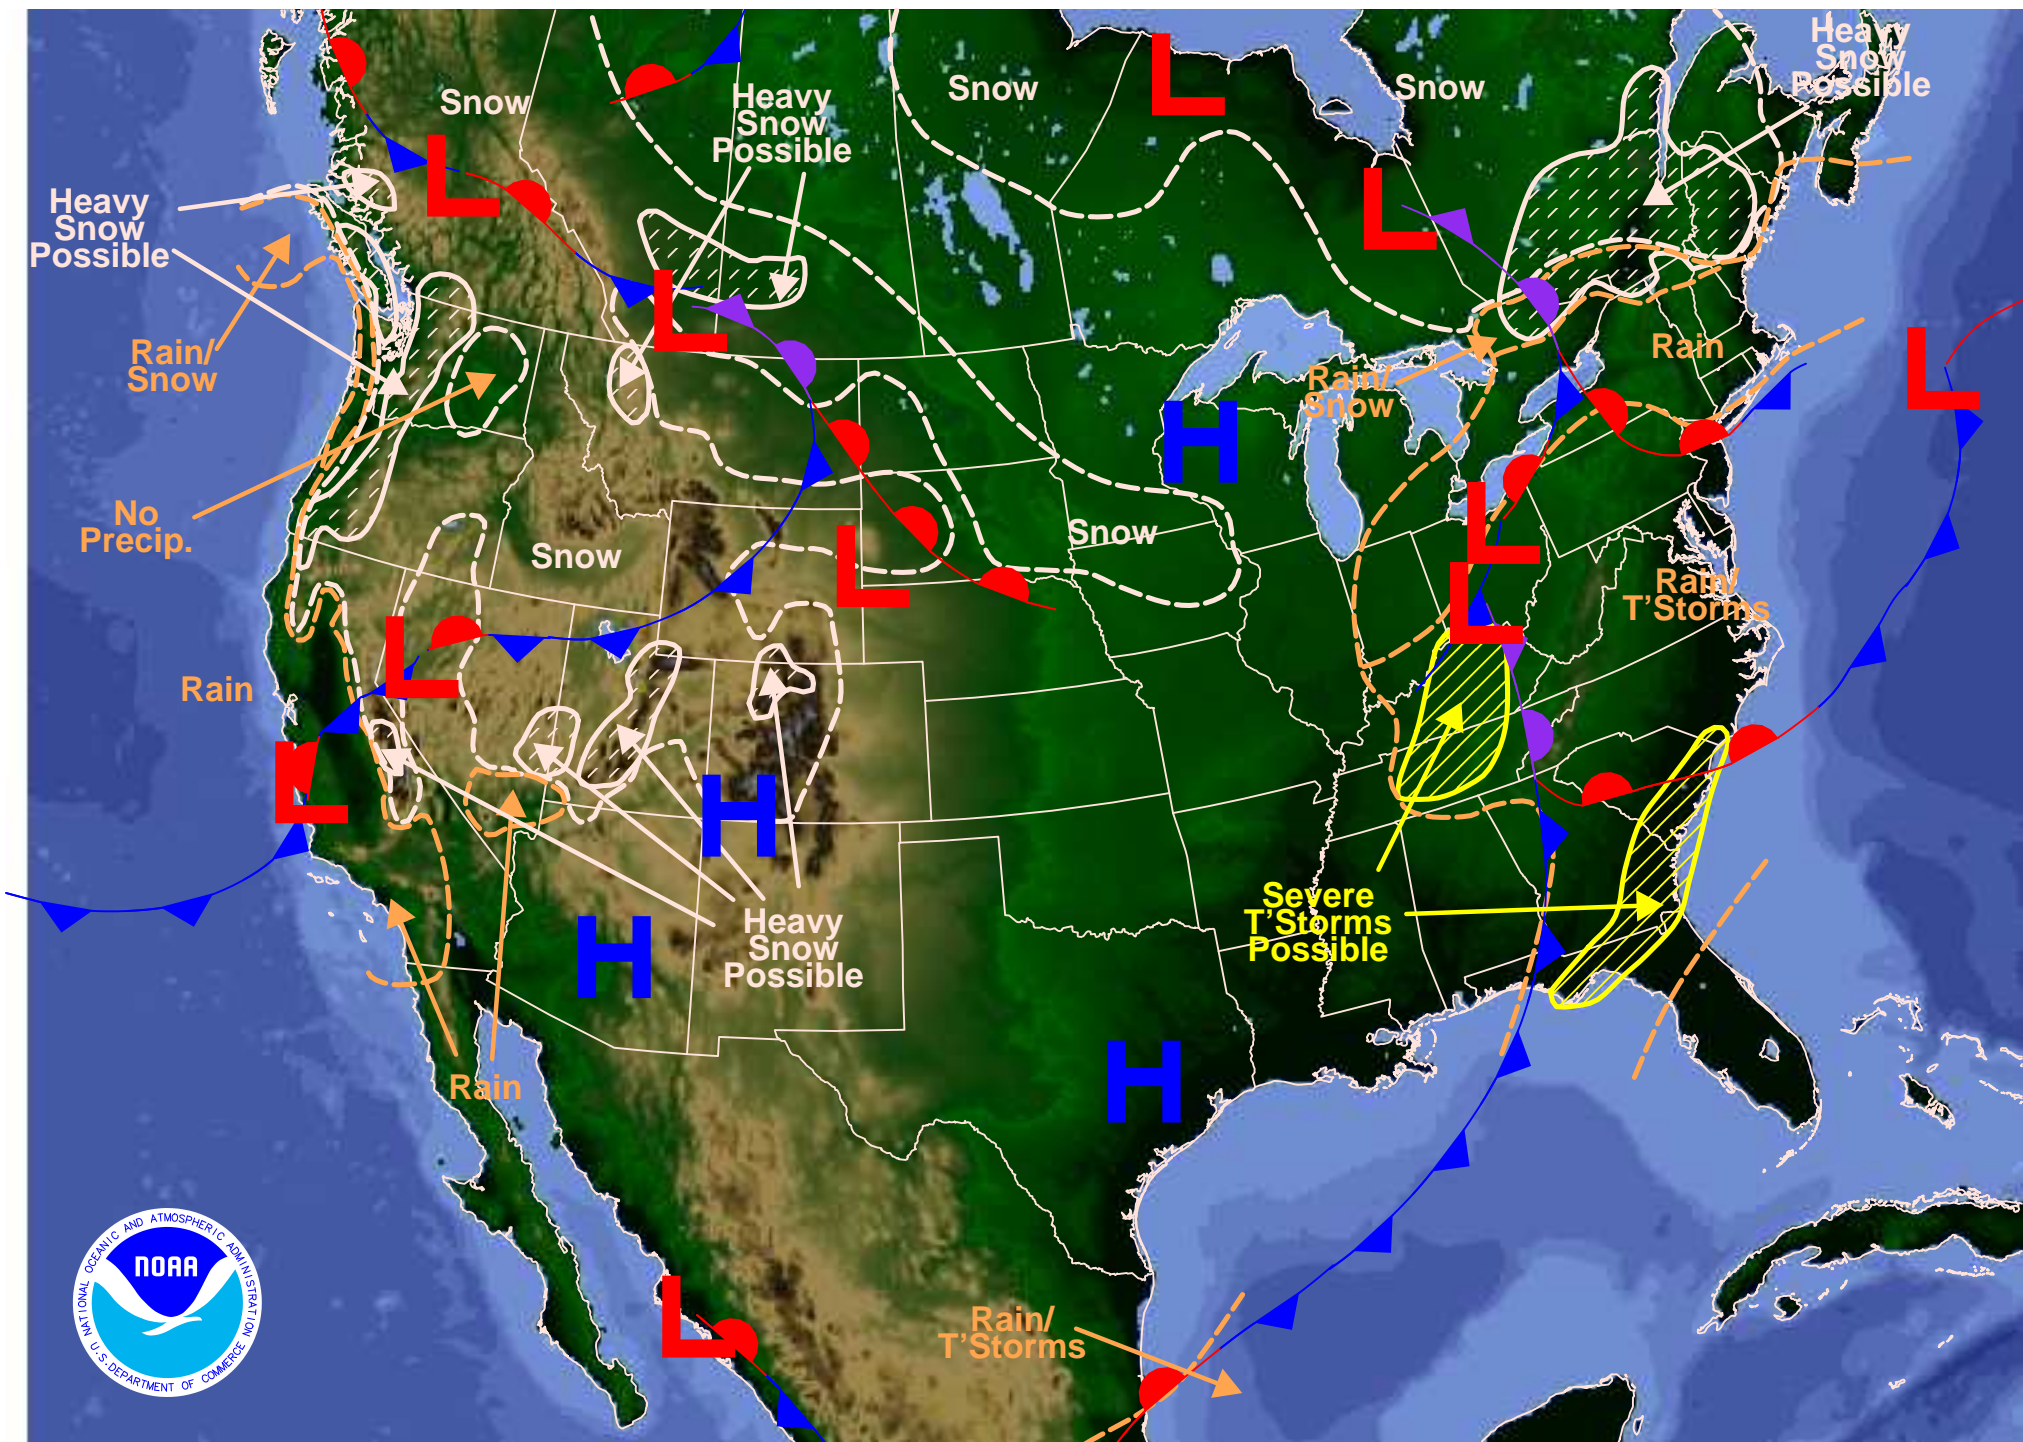 Heavy
Snow
Possible
L
Snow
Snow
Snow
Heavy
Snow
Possible
L
L
Heavy
Snow
Possible
L
Rain/
Snow
Rain/
Snow
Rain
L
H
No
Precip.
Snow
Snow
L
L
L
Rain/
T'Storms
Rain
L
L
H
Heavy
Snow
Possible
H
Severe
T'Storms
Possible
Rain
H
L
Rain/
T'Storms
NATIONAL OCEANIC AND ATMOSPHERIC ADMINISTRATION
NOAA
U.S. DEPARTMENT OF COMMERCE